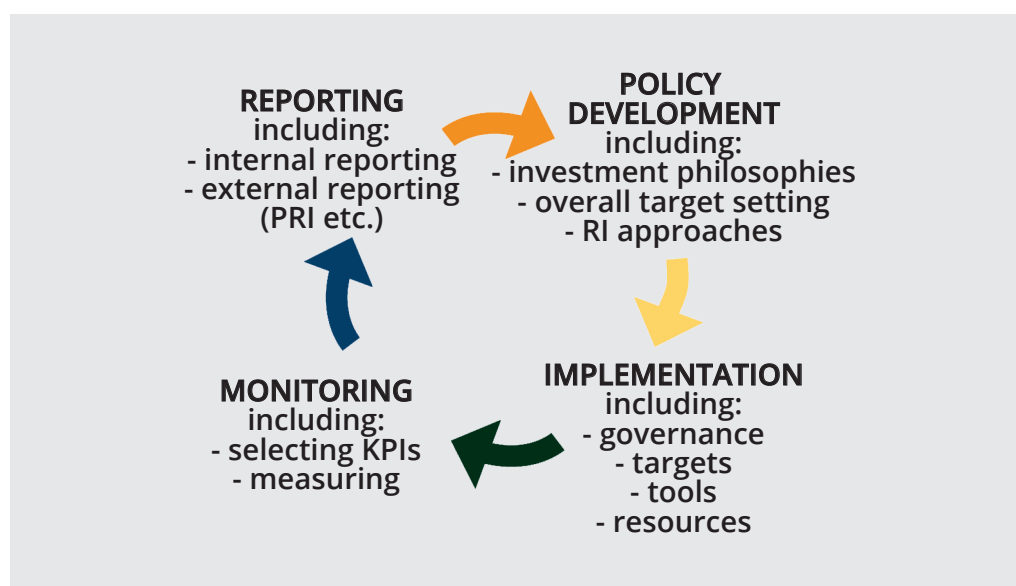 REPORTING
including:
- internal reporting
- external reporting
(PRI etc.)
POLICY
DEVELOPMENT
including:
- investment philosophies
- overall target setting
- RI approaches
IMPLEMENTATION
including:
- governance
- targets
- tools
- resources
MONITORING
including:
- selecting KPIs
- measuring